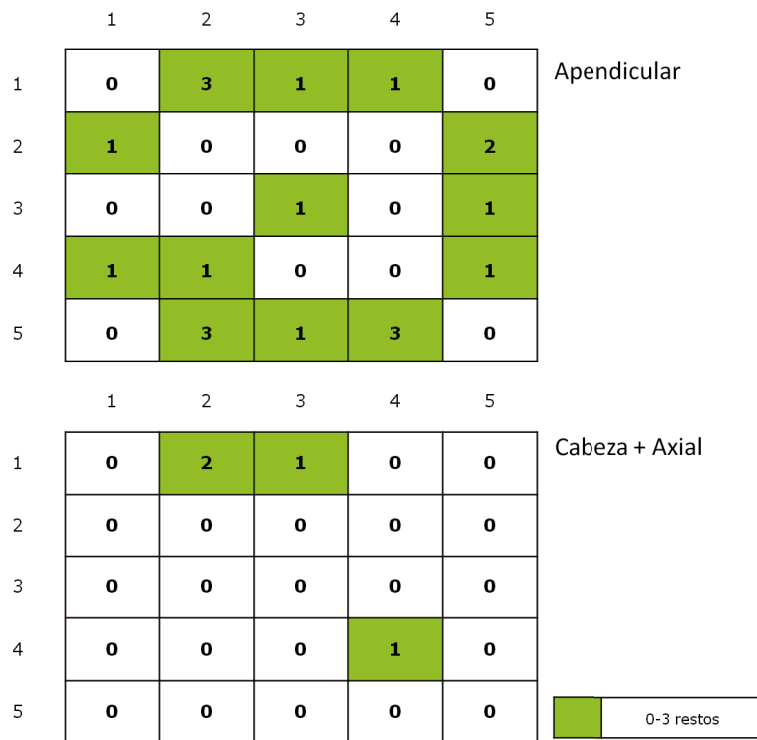 1 2 3 4 5
Apendicular
1 0 3 1 1 0
2 1 0 0 0 2
3 0 0 1 0 1
4 1 1 0 0 1
5 0 3 1 3 0
1 2 3 4 5
Cabeza + Axial
1 0 2 1 0 0
2 0 0 0 0 0
3 0 0 0 0 0
4 0 0 0 1 0
5 0 0 0 0 0
0-3 restos